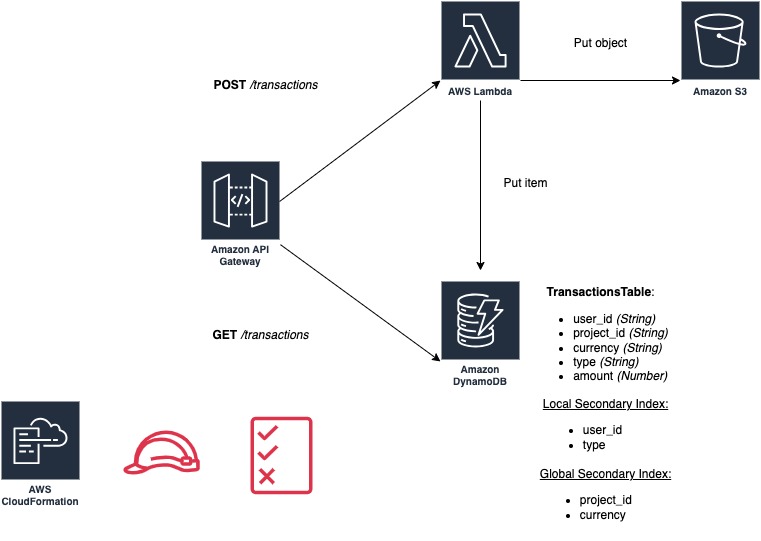 Put object
POST /transactions
AWS Lambda
Amazon S3
Put item
Amazon API
Gateway
GET /transactions
Amazon
DynamoDB
TransactionsTable:
• user_id (String)
• project_id (String)
• currency (String)
• type (String)
• amount (Number)
Local Secondary Index:
• user_id
• type
Global Secondary Index:
• project_id
• currency
AWS
CloudFormation